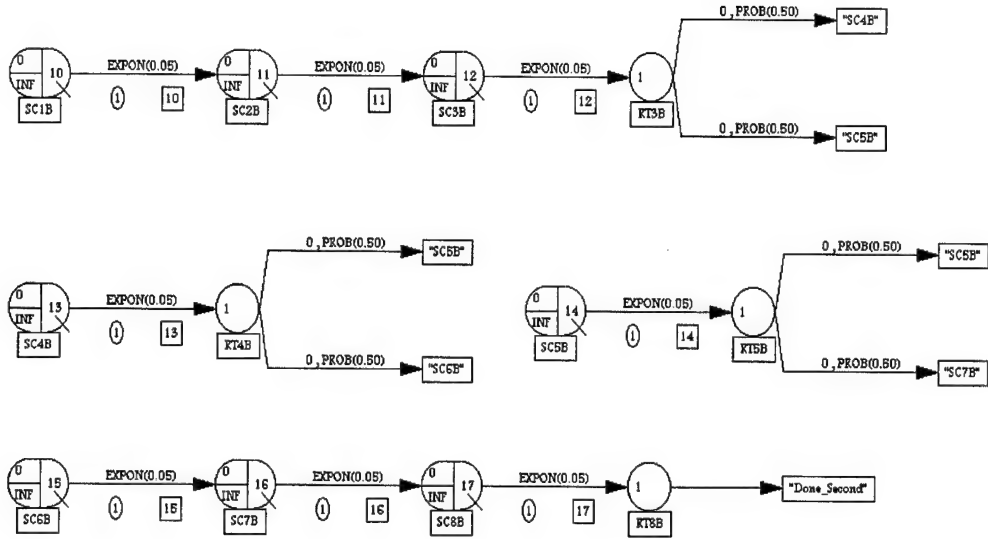 0,PROB(0.50) "SC4B"
0 INF 10 EXPON(0.05) 0 INF 11 EXPON(0.05) 0 INF 12 EXPON(0.05) 1
SC1B 1 10 SC2B 1 11 SC3B 1 12 RT3B
0,PROB(0.50) "SC5B"
0,PROB(0.50) "SC5B" 0,PROB(0.50) "SC5B"
0 INF 13 EXPON(0.05) 1 0 INF 14 EXPON(0.05) 1
SC4B 1 13 RT4B SC5B 1 14 RT5B
0,PROB(0.50) "SC6B" 0,PROB(0.50) "SC7B"
0 INF 15 EXPON(0.05) 0 INF 16 EXPON(0.05) 0 INF 17 EXPON(0.05) 1 "Done_Second"
SC6B 1 15 SC7B 1 16 SC8B 1 17 RT8B